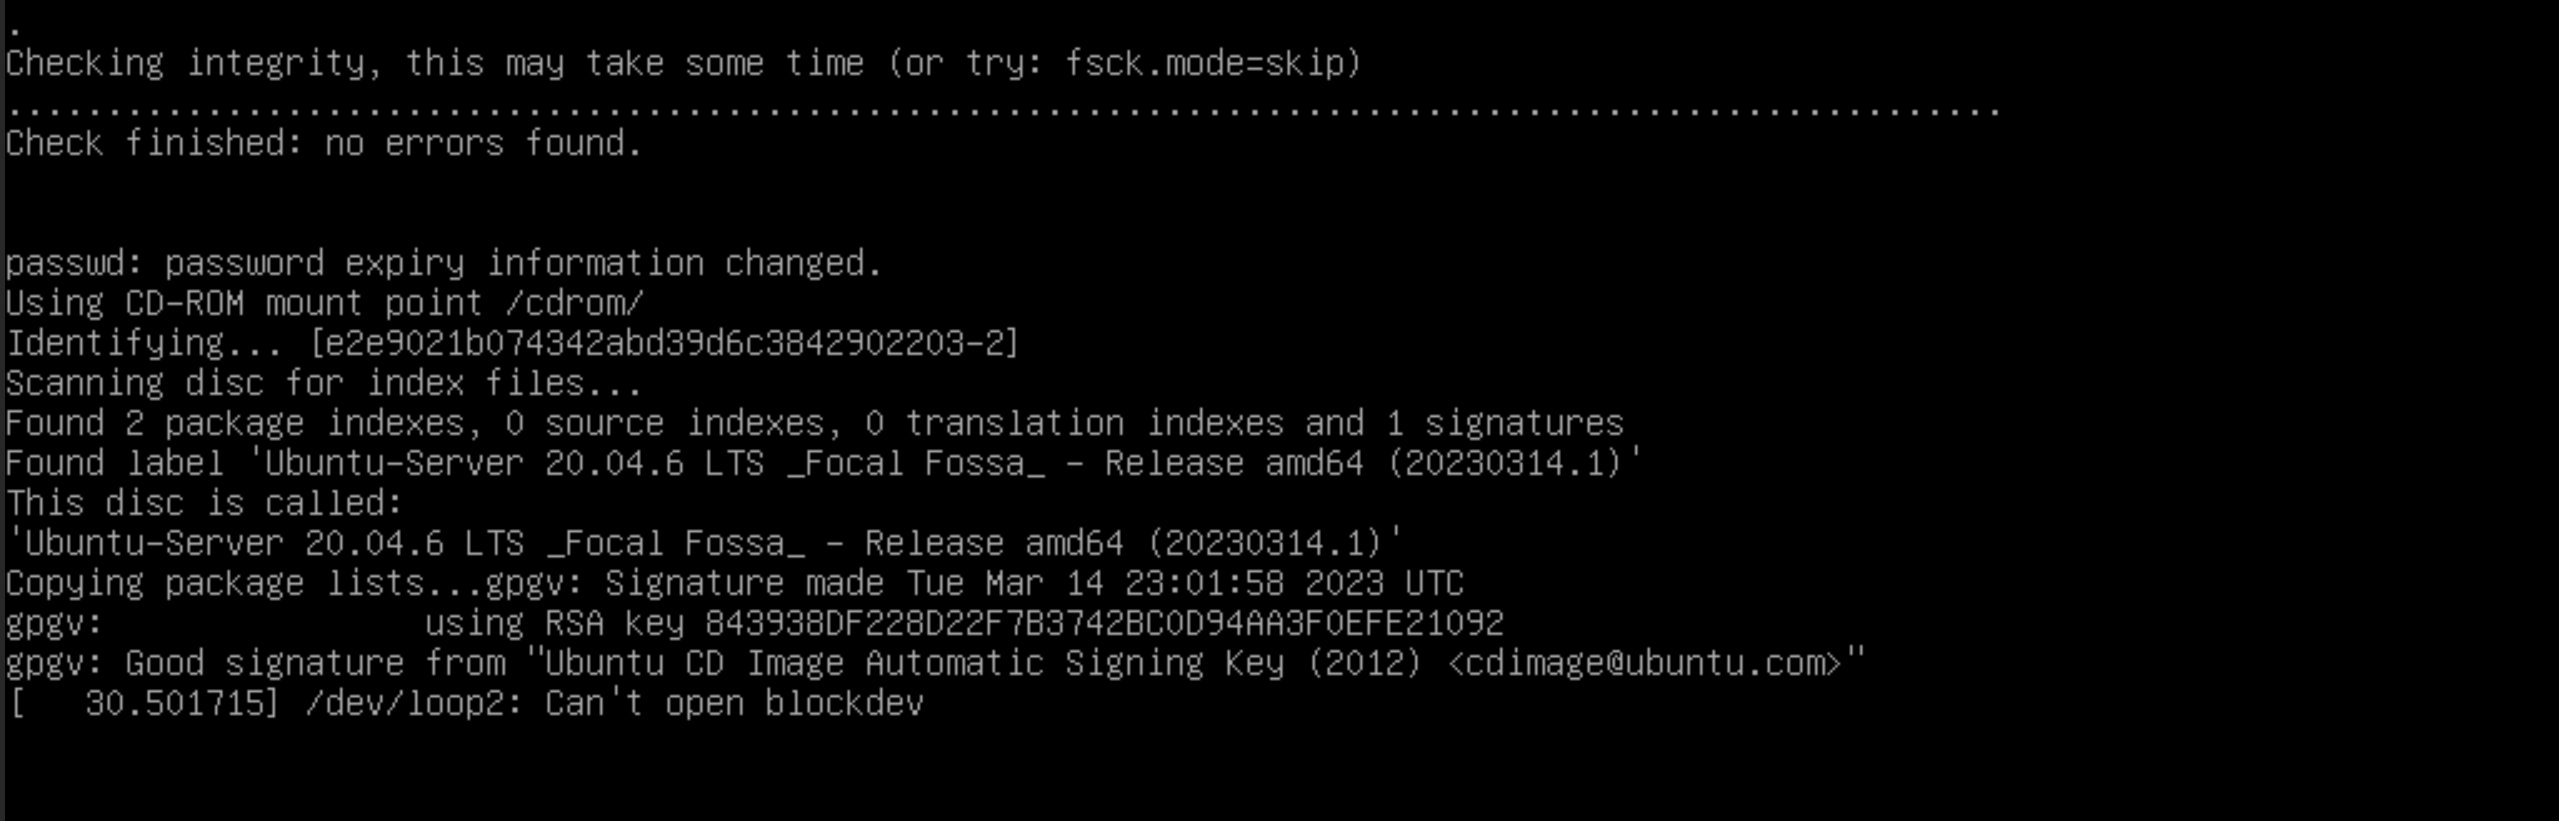 .
Checking integrity, this may take some time (or try: fsck.mode=skip)
....................................................................................................
Check finished: no errors found.
passwd: password expiry information changed.
Using CD-ROM mount point /cdrom/
Identifying... [e2e9021b074342abd39d6c3842902203-2]
Scanning disc for index files...
Found 2 package indexes, 0 source indexes, 0 translation indexes and 1 signatures
Found label 'Ubuntu-Server 20.04.6 LTS _Focal Fossa_ - Release amd64 (20230314.1)'
This disc is called:
'Ubuntu-Server 20.04.6 LTS _Focal Fossa_ - Release amd64 (20230314.1)'
Copying package lists...gpgv: Signature made Tue Mar 14 23:01:58 2023 UTC
gpgv:                using RSA key 843938DF228D22F7B3742BC0D94AA3F0EFE21092
gpgv: Good signature from "Ubuntu CD Image Automatic Signing Key (2012) <cdimage@ubuntu.com>"
[   30.501715] /dev/loop2: Can't open blockdev